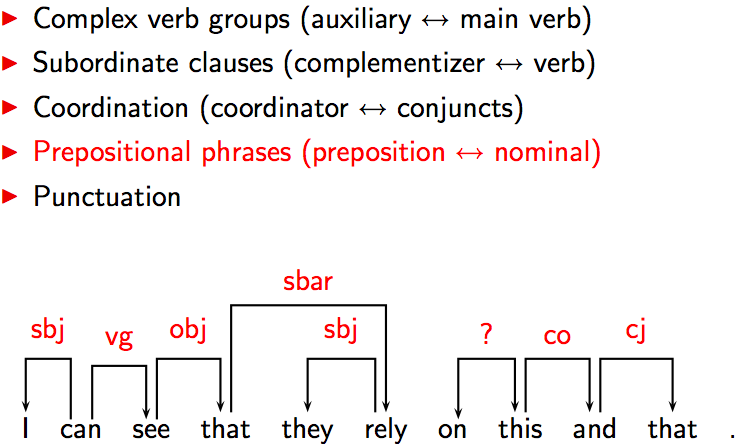 Complex verb groups (auxiliary ↔ main verb)
Subordinate clauses (complementizer ↔ verb)
Coordination (coordinator ↔ conjuncts)
Prepositional phrases (preposition ↔ nominal)
Punctuation
sbar
sbj vg obj sbj ? co cj
I can see that they rely on this and that .